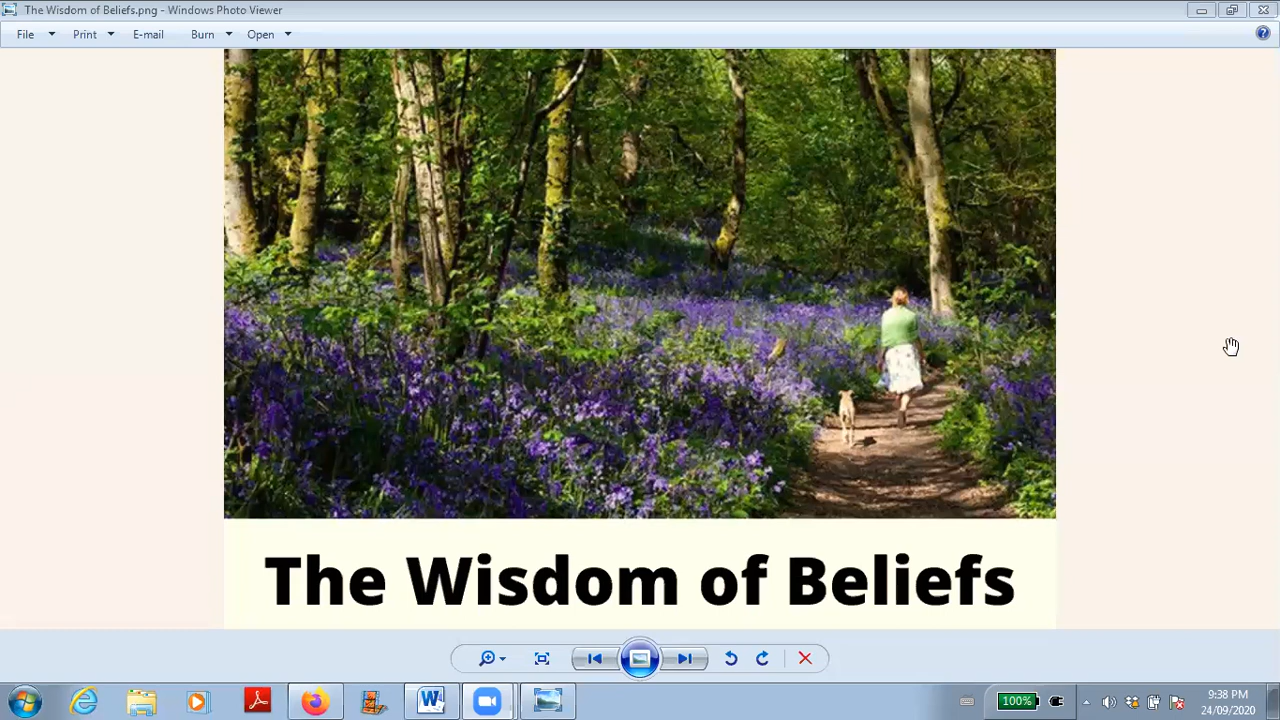 The Wisdom of Beliefs.png - Windows Photo Viewer
File Print E-mail Burn Open
The Wisdom of Beliefs
100% 9:38 PM
24/09/2020